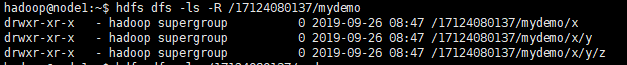 hadoop@node1:~$ hdfs dfs -ls -R /17124080137/mydemo
drwxr-xr-x   - hadoop supergroup          0 2019-09-26 08:47 /17124080137/mydemo/x
drwxr-xr-x   - hadoop supergroup          0 2019-09-26 08:47 /17124080137/mydemo/x/y
drwxr-xr-x   - hadoop supergroup          0 2019-09-26 08:47 /17124080137/mydemo/x/y/z